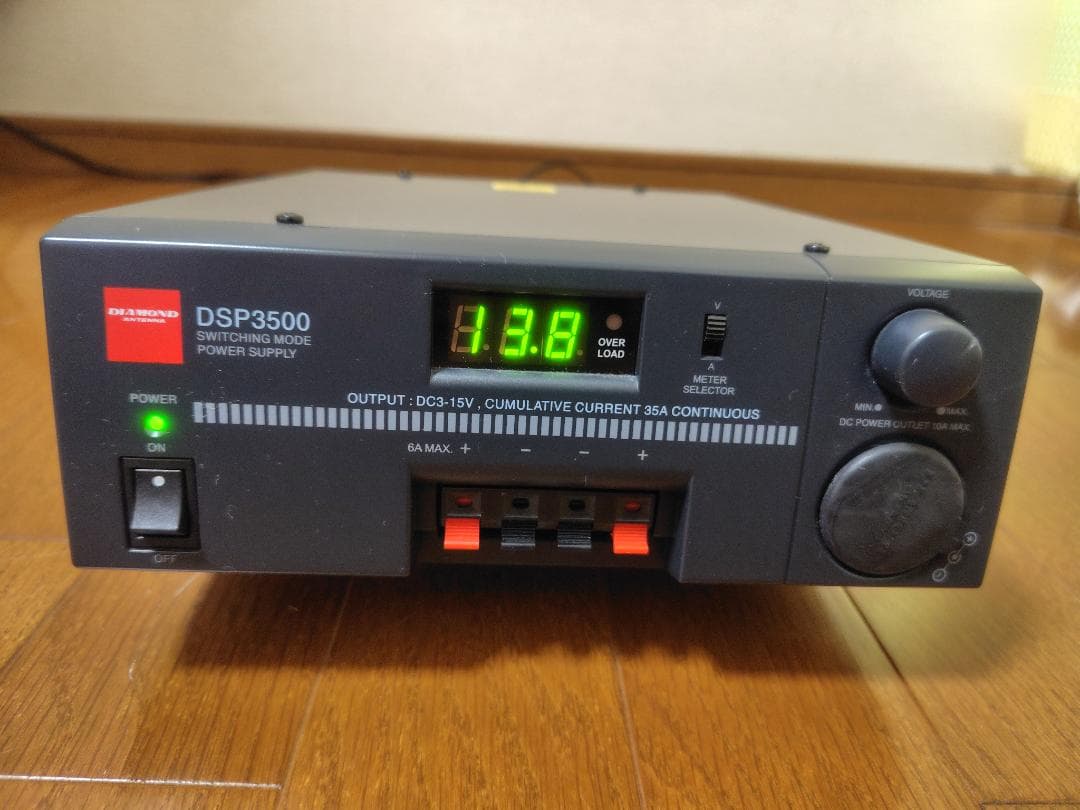 DIAMOND
ANTENNA
DSP3500
SWITCHING MODE
POWER SUPPLY
13.8
OVER
LOAD
V
A
METER
SELECTOR
VOLTAGE
MIN.
MAX.
DC POWER OUTLET 10A MAX.
OUTPUT : DC3-15V , CUMULATIVE CURRENT 35A CONTINUOUS
POWER
ON
OFF
6A MAX. + − − +